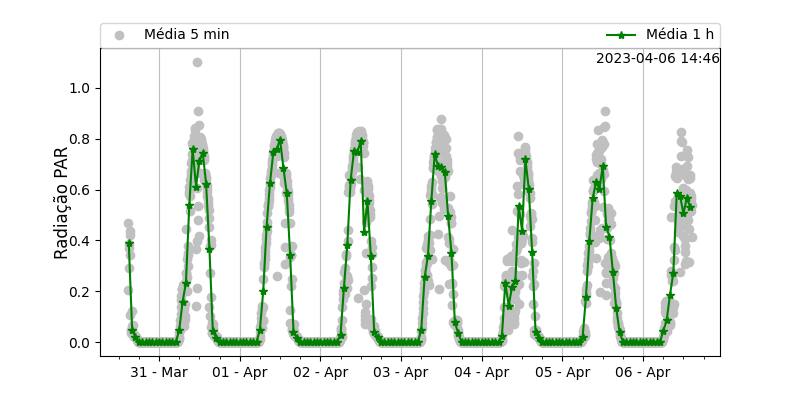 Média 5 min
Média 1 h
2023-04-06 14:46
Radiação PAR
1.0
0.8
0.6
0.4
0.2
0.0
31 - Mar
01 - Apr
02 - Apr
03 - Apr
04 - Apr
05 - Apr
06 - Apr